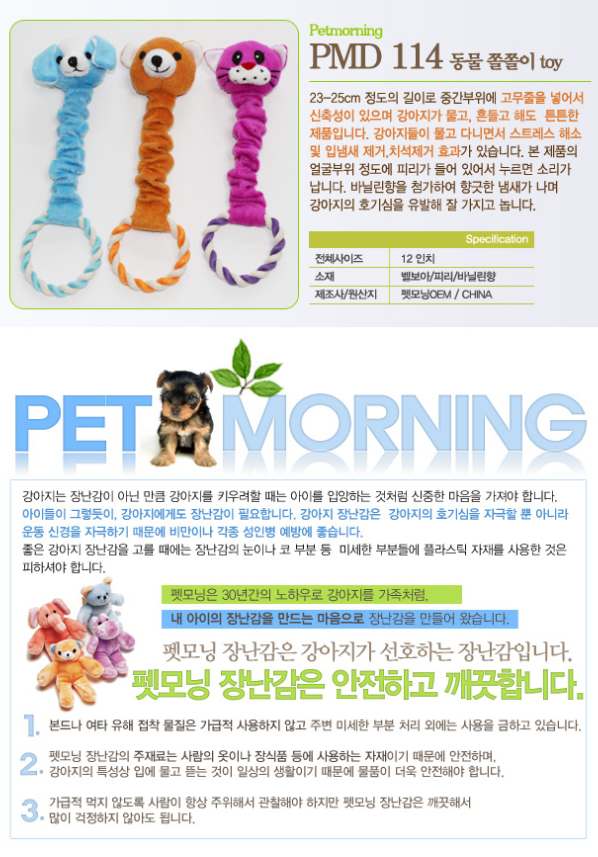 Petmorning
PMD 114 동물 쫄쫄이 toy
23-25cm 정도의 길이로 중간부위에 고무줄을 넣어서
신축성이 있으며 강아지가 물고, 흔들고 해도 튼튼한
제품입니다. 강아지들이 물고 다니면서 스트레스 해소
및 입냄새 제거,치석제거 효과가 있습니다. 본 제품의
얼굴부위 정도에 피리가 들어 있어서 누르면 소리가
납니다. 바닐린향을 첨가하여 향긋한 냄새가 나며
강아지의 호기심을 유발해 잘 가지고 놉니다.
Specification
전체사이즈 12 인치
소재 벨보아/피리/바닐린향
제조사/원산지 펫모닝OEM / CHINA
PET MORNING
강아지는 장난감이 아닌 만큼 강아지를 키우려할 때는 아이를 입양하는 것처럼 신중한 마음을 가져야 합니다.
아이들이 그렇듯이, 강아지에게도 장난감이 필요합니다. 강아지 장난감은 강아지의 호기심을 자극할 뿐 아니라
운동 신경을 자극하기 때문에 비만이나 각종 성인병 예방에 좋습니다.
좋은 강아지 장난감을 고를 때에는 장난감의 눈이나 코 부분 등 미세한 부분들에 플라스틱 자재를 사용한 것은
피하셔야 합니다.
펫모닝은 30년간의 노하우로 강아지를 가족처럼,
내 아이의 장난감을 만드는 마음으로 장난감을 만들어 왔습니다.
펫모닝 장난감은 강아지가 선호하는 장난감입니다.
펫모닝 장난감은 안전하고 깨끗합니다.
1. 본드나 여타 유해 접착 물질은 가급적 사용하지 않고 주변 미세한 부분 처리 외에는 사용을 금하고 있습니다.
2. 펫모닝 장난감의 주재료는 사람의 옷이나 장식품 등에 사용하는 자재이기 때문에 안전하며,
강아지의 특성상 입에 물고 뜯는 것이 일상의 생활이기 때문에 물품이 더욱 안전해야 합니다.
3. 가급적 먹지 않도록 사람이 항상 주위해서 관찰해야 하지만 펫모닝 장난감은 깨끗해서
많이 걱정하지 않아도 됩니다.